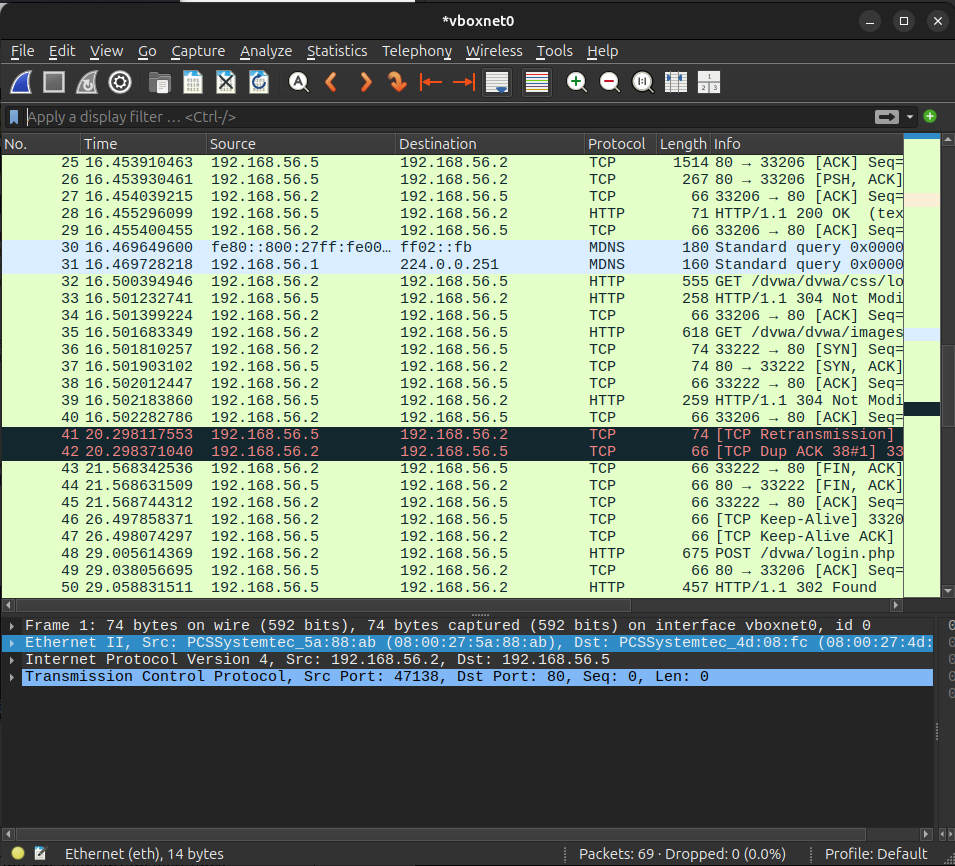 *vboxnet0
File Edit View Go Capture Analyze Statistics Telephony Wireless Tools Help
Apply a display filter … <Ctrl-/>
No. Time Source Destination Protocol Length Info
25 16.453910463 192.168.56.5 192.168.56.2 TCP 1514 80 → 33206 [ACK] Seq=
26 16.453930461 192.168.56.5 192.168.56.2 TCP 267 80 → 33206 [PSH, ACK]
27 16.454039215 192.168.56.2 192.168.56.5 TCP 66 33206 → 80 [ACK] Seq=
28 16.455296099 192.168.56.5 192.168.56.2 HTTP 71 HTTP/1.1 200 OK (tex
29 16.455400455 192.168.56.2 192.168.56.5 TCP 66 33206 → 80 [ACK] Seq=
30 16.469649600 fe80::800:27ff:fe00… ff02::fb MDNS 180 Standard query 0x0000
31 16.469728218 192.168.56.1 224.0.0.251 MDNS 160 Standard query 0x0000
32 16.500394946 192.168.56.2 192.168.56.5 HTTP 555 GET /dvwa/dvwa/css/lo
33 16.501232741 192.168.56.5 192.168.56.2 HTTP 258 HTTP/1.1 304 Not Modi
34 16.501399224 192.168.56.2 192.168.56.5 TCP 66 33206 → 80 [ACK] Seq=
35 16.501683349 192.168.56.2 192.168.56.5 HTTP 618 GET /dvwa/dvwa/images
36 16.501810257 192.168.56.2 192.168.56.5 TCP 74 33222 → 80 [SYN] Seq=
37 16.501903102 192.168.56.5 192.168.56.2 TCP 74 80 → 33222 [SYN, ACK]
38 16.502012447 192.168.56.2 192.168.56.5 TCP 66 33222 → 80 [ACK] Seq=
39 16.502183860 192.168.56.5 192.168.56.2 HTTP 259 HTTP/1.1 304 Not Modi
40 16.502282786 192.168.56.2 192.168.56.5 TCP 66 33206 → 80 [ACK] Seq=
41 20.298117553 192.168.56.5 192.168.56.2 TCP 74 [TCP Retransmission]
42 20.298371040 192.168.56.2 192.168.56.5 TCP 66 [TCP Dup ACK 38#1] 33
43 21.568342536 192.168.56.2 192.168.56.5 TCP 66 33222 → 80 [FIN, ACK]
44 21.568631509 192.168.56.5 192.168.56.2 TCP 66 80 → 33222 [FIN, ACK]
45 21.568744312 192.168.56.2 192.168.56.5 TCP 66 33222 → 80 [ACK] Seq=
46 26.497858371 192.168.56.2 192.168.56.5 TCP 66 [TCP Keep-Alive] 3320
47 26.498074297 192.168.56.5 192.168.56.2 TCP 66 [TCP Keep-Alive ACK]
48 29.005614369 192.168.56.2 192.168.56.5 HTTP 675 POST /dvwa/login.php
49 29.038056695 192.168.56.5 192.168.56.2 TCP 66 80 → 33206 [ACK] Seq=
50 29.058831511 192.168.56.5 192.168.56.2 HTTP 457 HTTP/1.1 302 Found
Frame 1: 74 bytes on wire (592 bits), 74 bytes captured (592 bits) on interface vboxnet0, id 0
Ethernet II, Src: PCSSystemtec_5a:88:ab (08:00:27:5a:88:ab), Dst: PCSSystemtec_4d:08:fc (08:00:27:4d:
Internet Protocol Version 4, Src: 192.168.56.2, Dst: 192.168.56.5
Transmission Control Protocol, Src Port: 47138, Dst Port: 80, Seq: 0, Len: 0
Ethernet (eth), 14 bytes Packets: 69 · Dropped: 0 (0.0%) Profile: Default